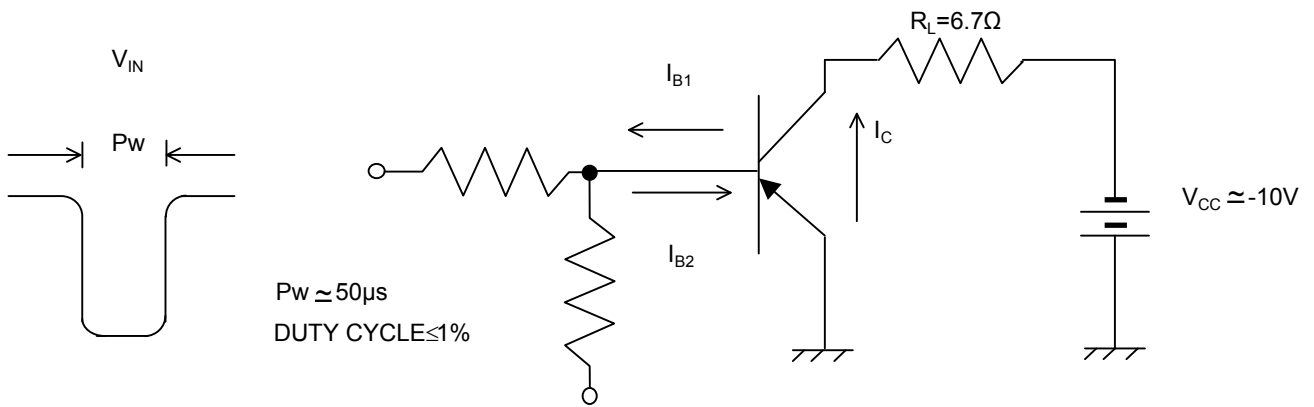 V_IN
Pw
Pw ≃ 50µs
DUTY CYCLE≤1%
I_B1
I_B2
I_C
R_L=6.7Ω
V_CC ≃ -10V